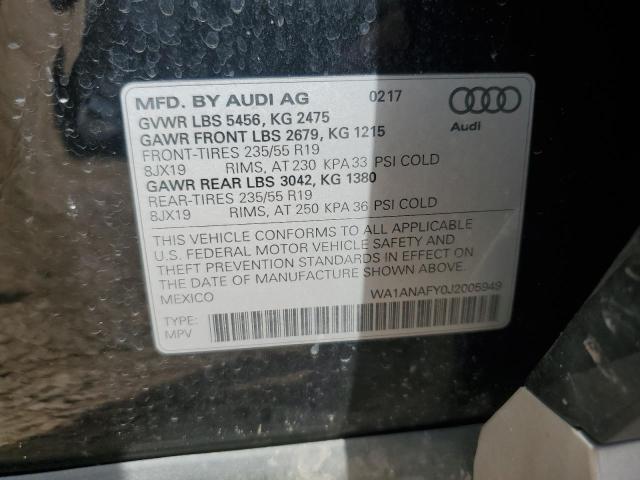 MFD. BY AUDI AG 0217
GVWR LBS 5456, KG 2475
GAWR FRONT LBS 2679, KG 1215
FRONT-TIRES 235/55 R19
8JX19 RIMS, AT 230 KPA 33 PSI COLD
GAWR REAR LBS 3042, KG 1380
REAR-TIRES 235/55 R19
8JX19 RIMS, AT 250 KPA 36 PSI COLD
Audi
THIS VEHICLE CONFORMS TO ALL APPLICABLE
U.S. FEDERAL MOTOR VEHICLE SAFETY AND
THEFT PREVENTION STANDARDS IN EFFECT ON
THE DATE OF MANUFACTURE SHOWN ABOVE.
MEXICO WA1ANAFY0J2005949
TYPE:
MPV